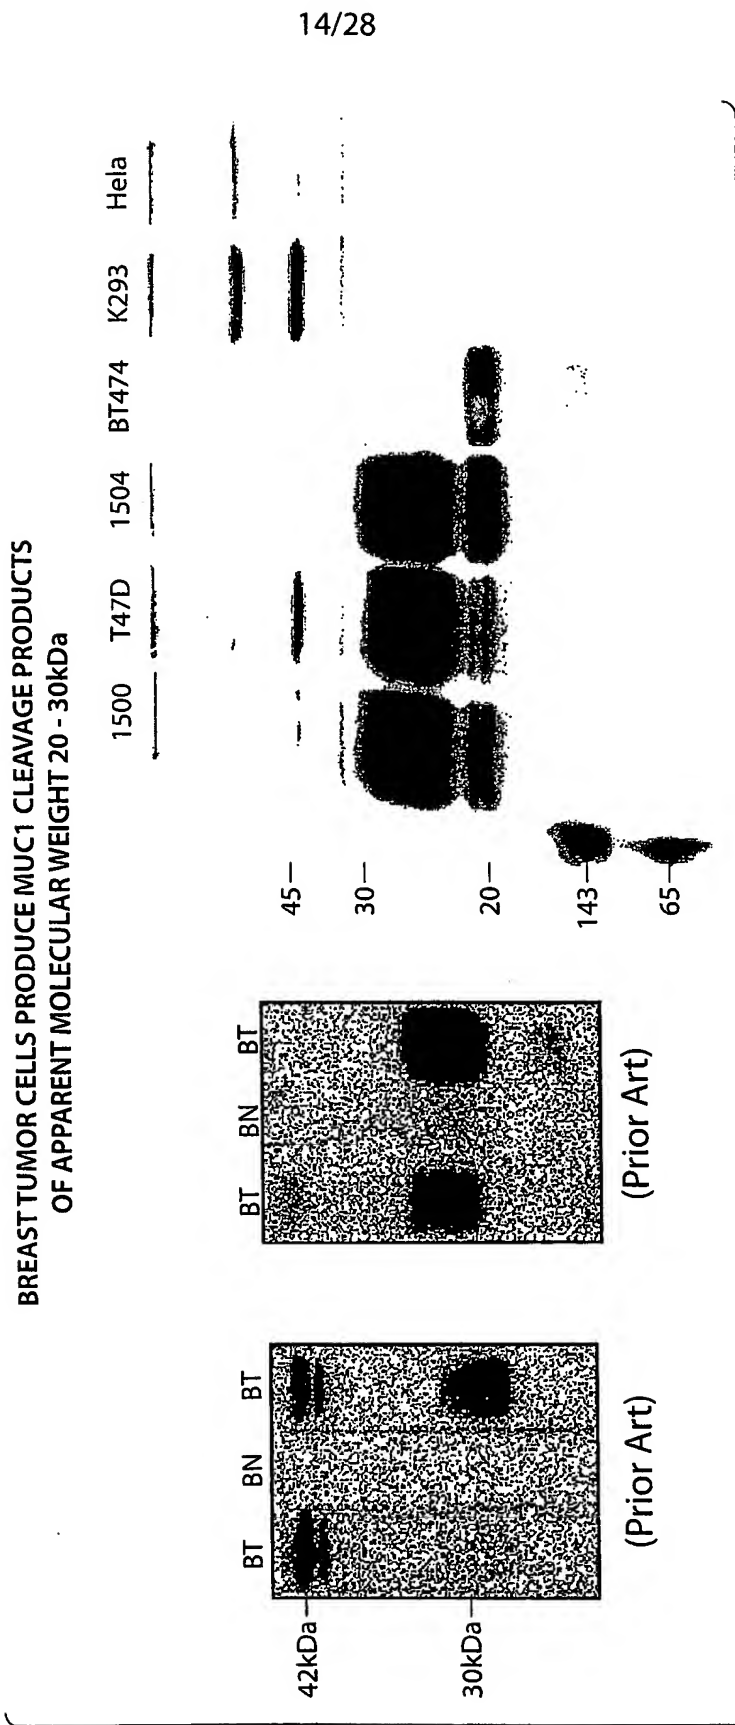 14/28
BREAST TUMOR CELLS PRODUCE MUC1 CLEAVAGE PRODUCTS
OF APPARENT MOLECULAR WEIGHT 20 - 30kDa
BT BN BT
42kDa
30kDa
(Prior Art)
BT BN BT
(Prior Art)
1500 T47D 1504 BT474 K293 Hela
45
30
20
143
65